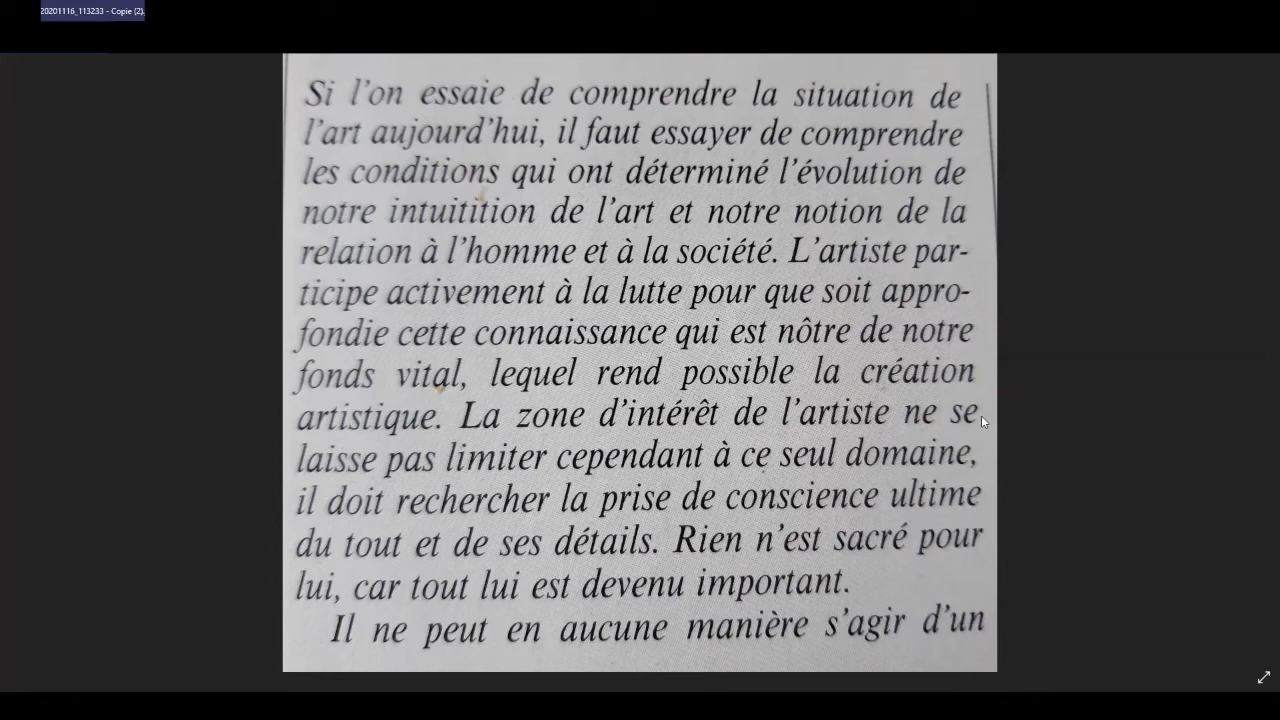 20201116_113233 - Copie (2).
Si l'on essaie de comprendre la situation de
l'art aujourd'hui, il faut essayer de comprendre
les conditions qui ont déterminé l'évolution de
notre intuitition de l'art et notre notion de la
relation à l'homme et à la société. L'artiste par-
ticipe activement à la lutte pour que soit appro-
fondie cette connaissance qui est nôtre de notre
fonds vital, lequel rend possible la création
artistique. La zone d'intérêt de l'artiste ne se
laisse pas limiter cependant à ce seul domaine,
il doit rechercher la prise de conscience ultime
du tout et de ses détails. Rien n'est sacré pour
lui, car tout lui est devenu important.
Il ne peut en aucune manière s'agir d'un